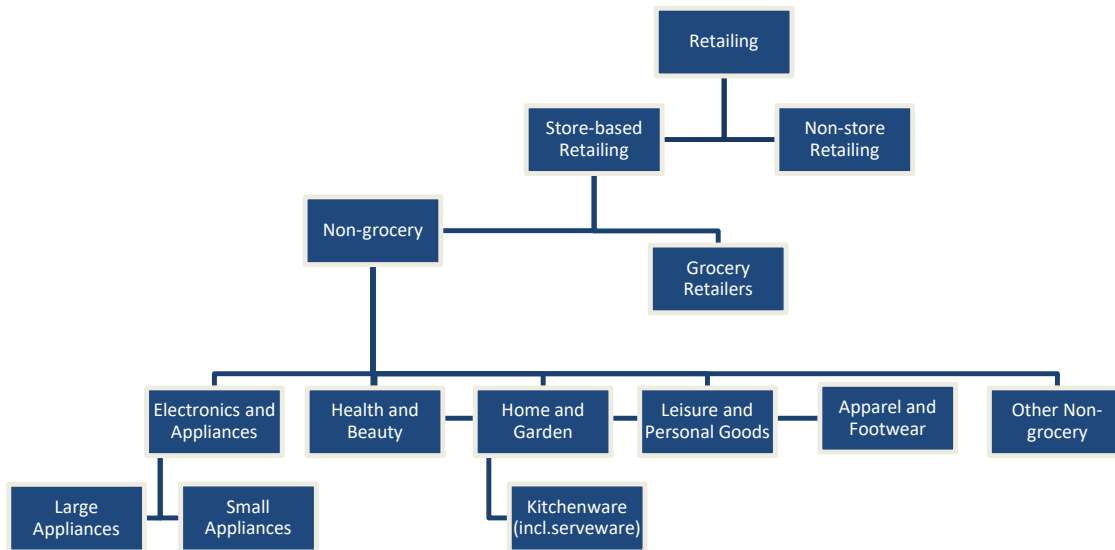 Retailing
Store-based
Retailing
Non-store
Retailing
Non-grocery
Grocery
Retailers
Electronics and
Appliances
Health and
Beauty
Home and
Garden
Leisure and
Personal Goods
Apparel and
Footwear
Other Non-
grocery
Large
Appliances
Small
Appliances
Kitchenware
(incl.serveware)